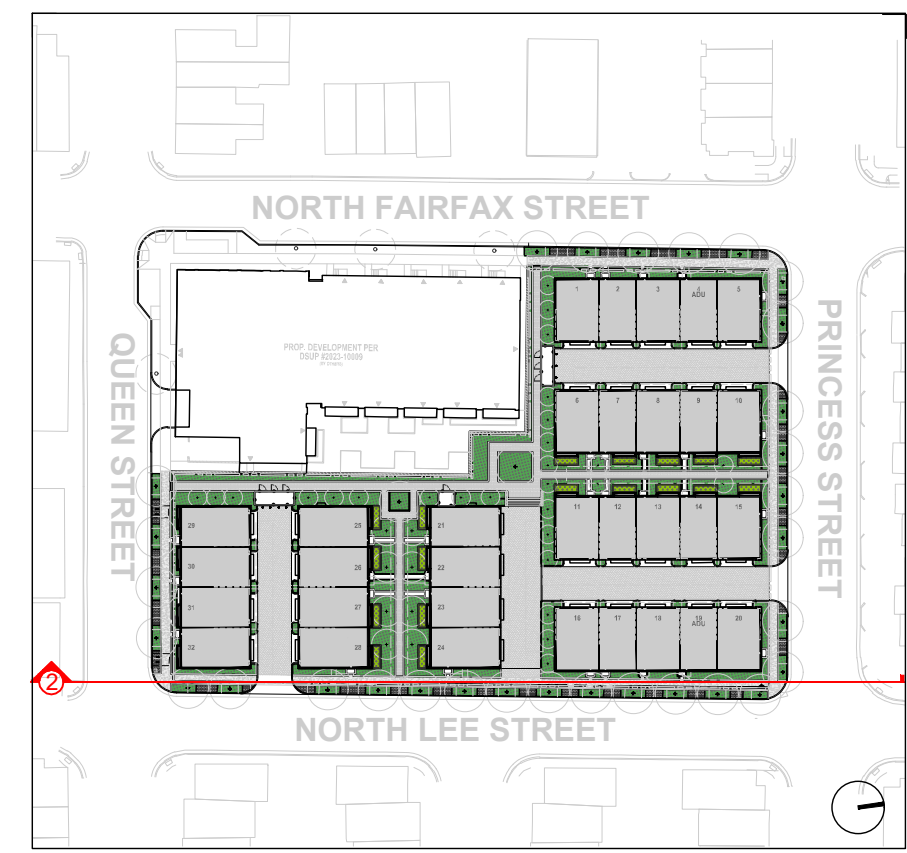 NORTH FAIRFAX STREET
QUEEN STREET
PRINCESS STREET
PROP. DEVELOPMENT PER
DSUP #2023-10009
1 2 3 4 5
ADU
6 7 8 9 10
11 12 13 14 15
16 17 18 19 20
ADU
29 25 21
30 26 22
31 27 23
32 28 24
2
NORTH LEE STREET